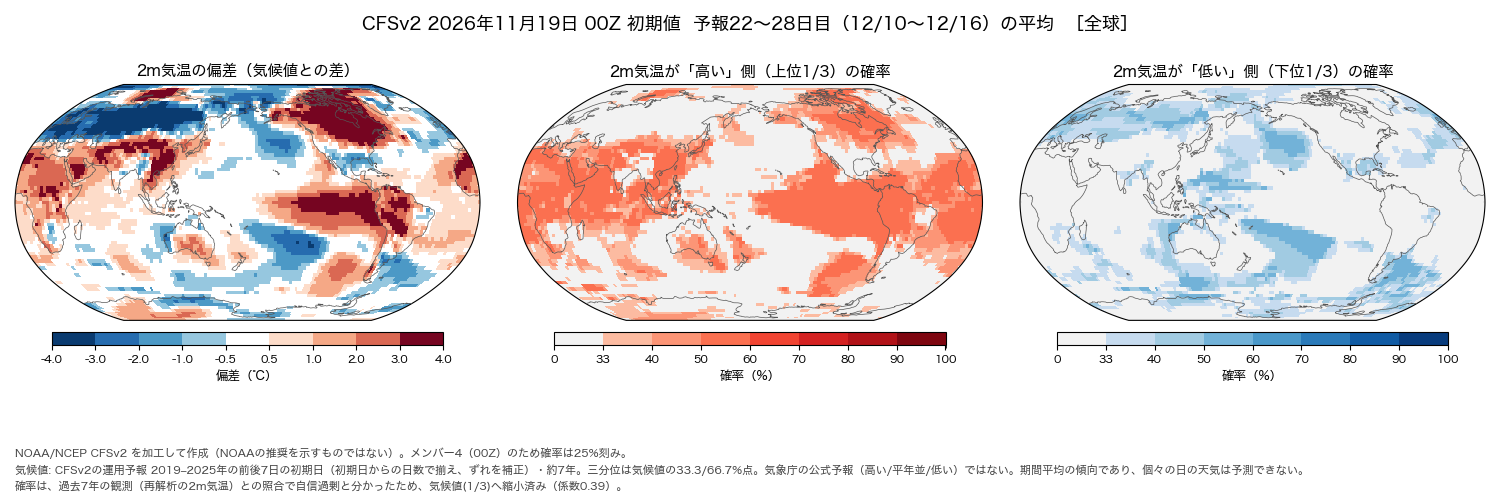 CFSv2 2026年11月19日 00Z 初期値 予報22～28日目（12/10～12/16）の平均 ［全球］
2m気温の偏差（気候値との差）
2m気温が「高い」側（上位1/3）の確率
2m気温が「低い」側（下位1/3）の確率
-4.0 -3.0 -2.0 -1.0 -0.5 0.5 1.0 2.0 3.0 4.0
偏差（℃）
0 33 40 50 60 70 80 90 100
確率（%）
0 33 40 50 60 70 80 90 100
確率（%）
NOAA/NCEP CFSv2 を加工して作成（NOAAの推奨を示すものではない）。メンバー4（00Z）のため確率は25%刻み。
気候値: CFSv2の運用予報 2019–2025年の前後7日の初期日（初期日からの日数で揃え、ずれを補正）・約7年。三分位は気候値の33.3/66.7%点。気象庁の公式予報（高い/平年並/低い）ではない。期間平均の傾向であり、個々の日の天気は予測できない。
確率は、過去7年の観測（再解析の2m気温）との照合で自信過剰と分かったため、気候値(1/3)へ縮小済み（係数0.39）。